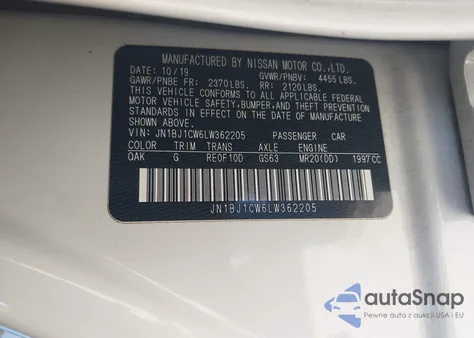 MANUFACTURED BY NISSAN MOTOR CO.,LTD.
DATE: 10/19 GVWR/PNBV: 4455 LBS.
GAWR/PNBE FR: 2370 LBS. RR: 2120 LBS.
THIS VEHICLE CONFORMS TO ALL APPLICABLE FEDERAL
MOTOR VEHICLE SAFETY,BUMPER,AND THEFT PREVENTION
STANDARDS IN EFFECT ON THE DATE OF MANUFACTURE
SHOWN ABOVE.
VIN:JN1BJ1CW6LW362205 PASSENGER CAR
COLOR TRIM TRANS AXLE ENGINE
QAK G RE0F10D GS63 MR20(DD) 1997 CC
JN1BJ1CW6LW362205
autoSnap
Pewne auta z aukcji USA i EU